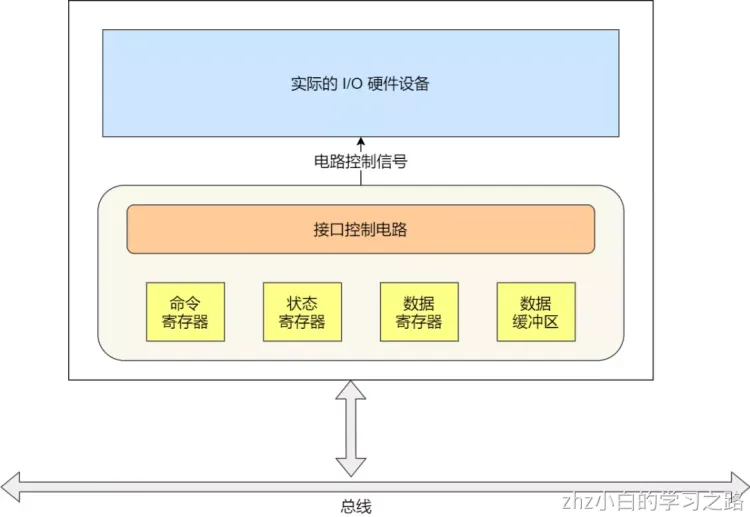 实际的 I/O 硬件设备
电路控制信号
接口控制电路
命令
寄存器
状态
寄存器
数据
寄存器
数据
缓冲区
总线
zhz小白的学习之路